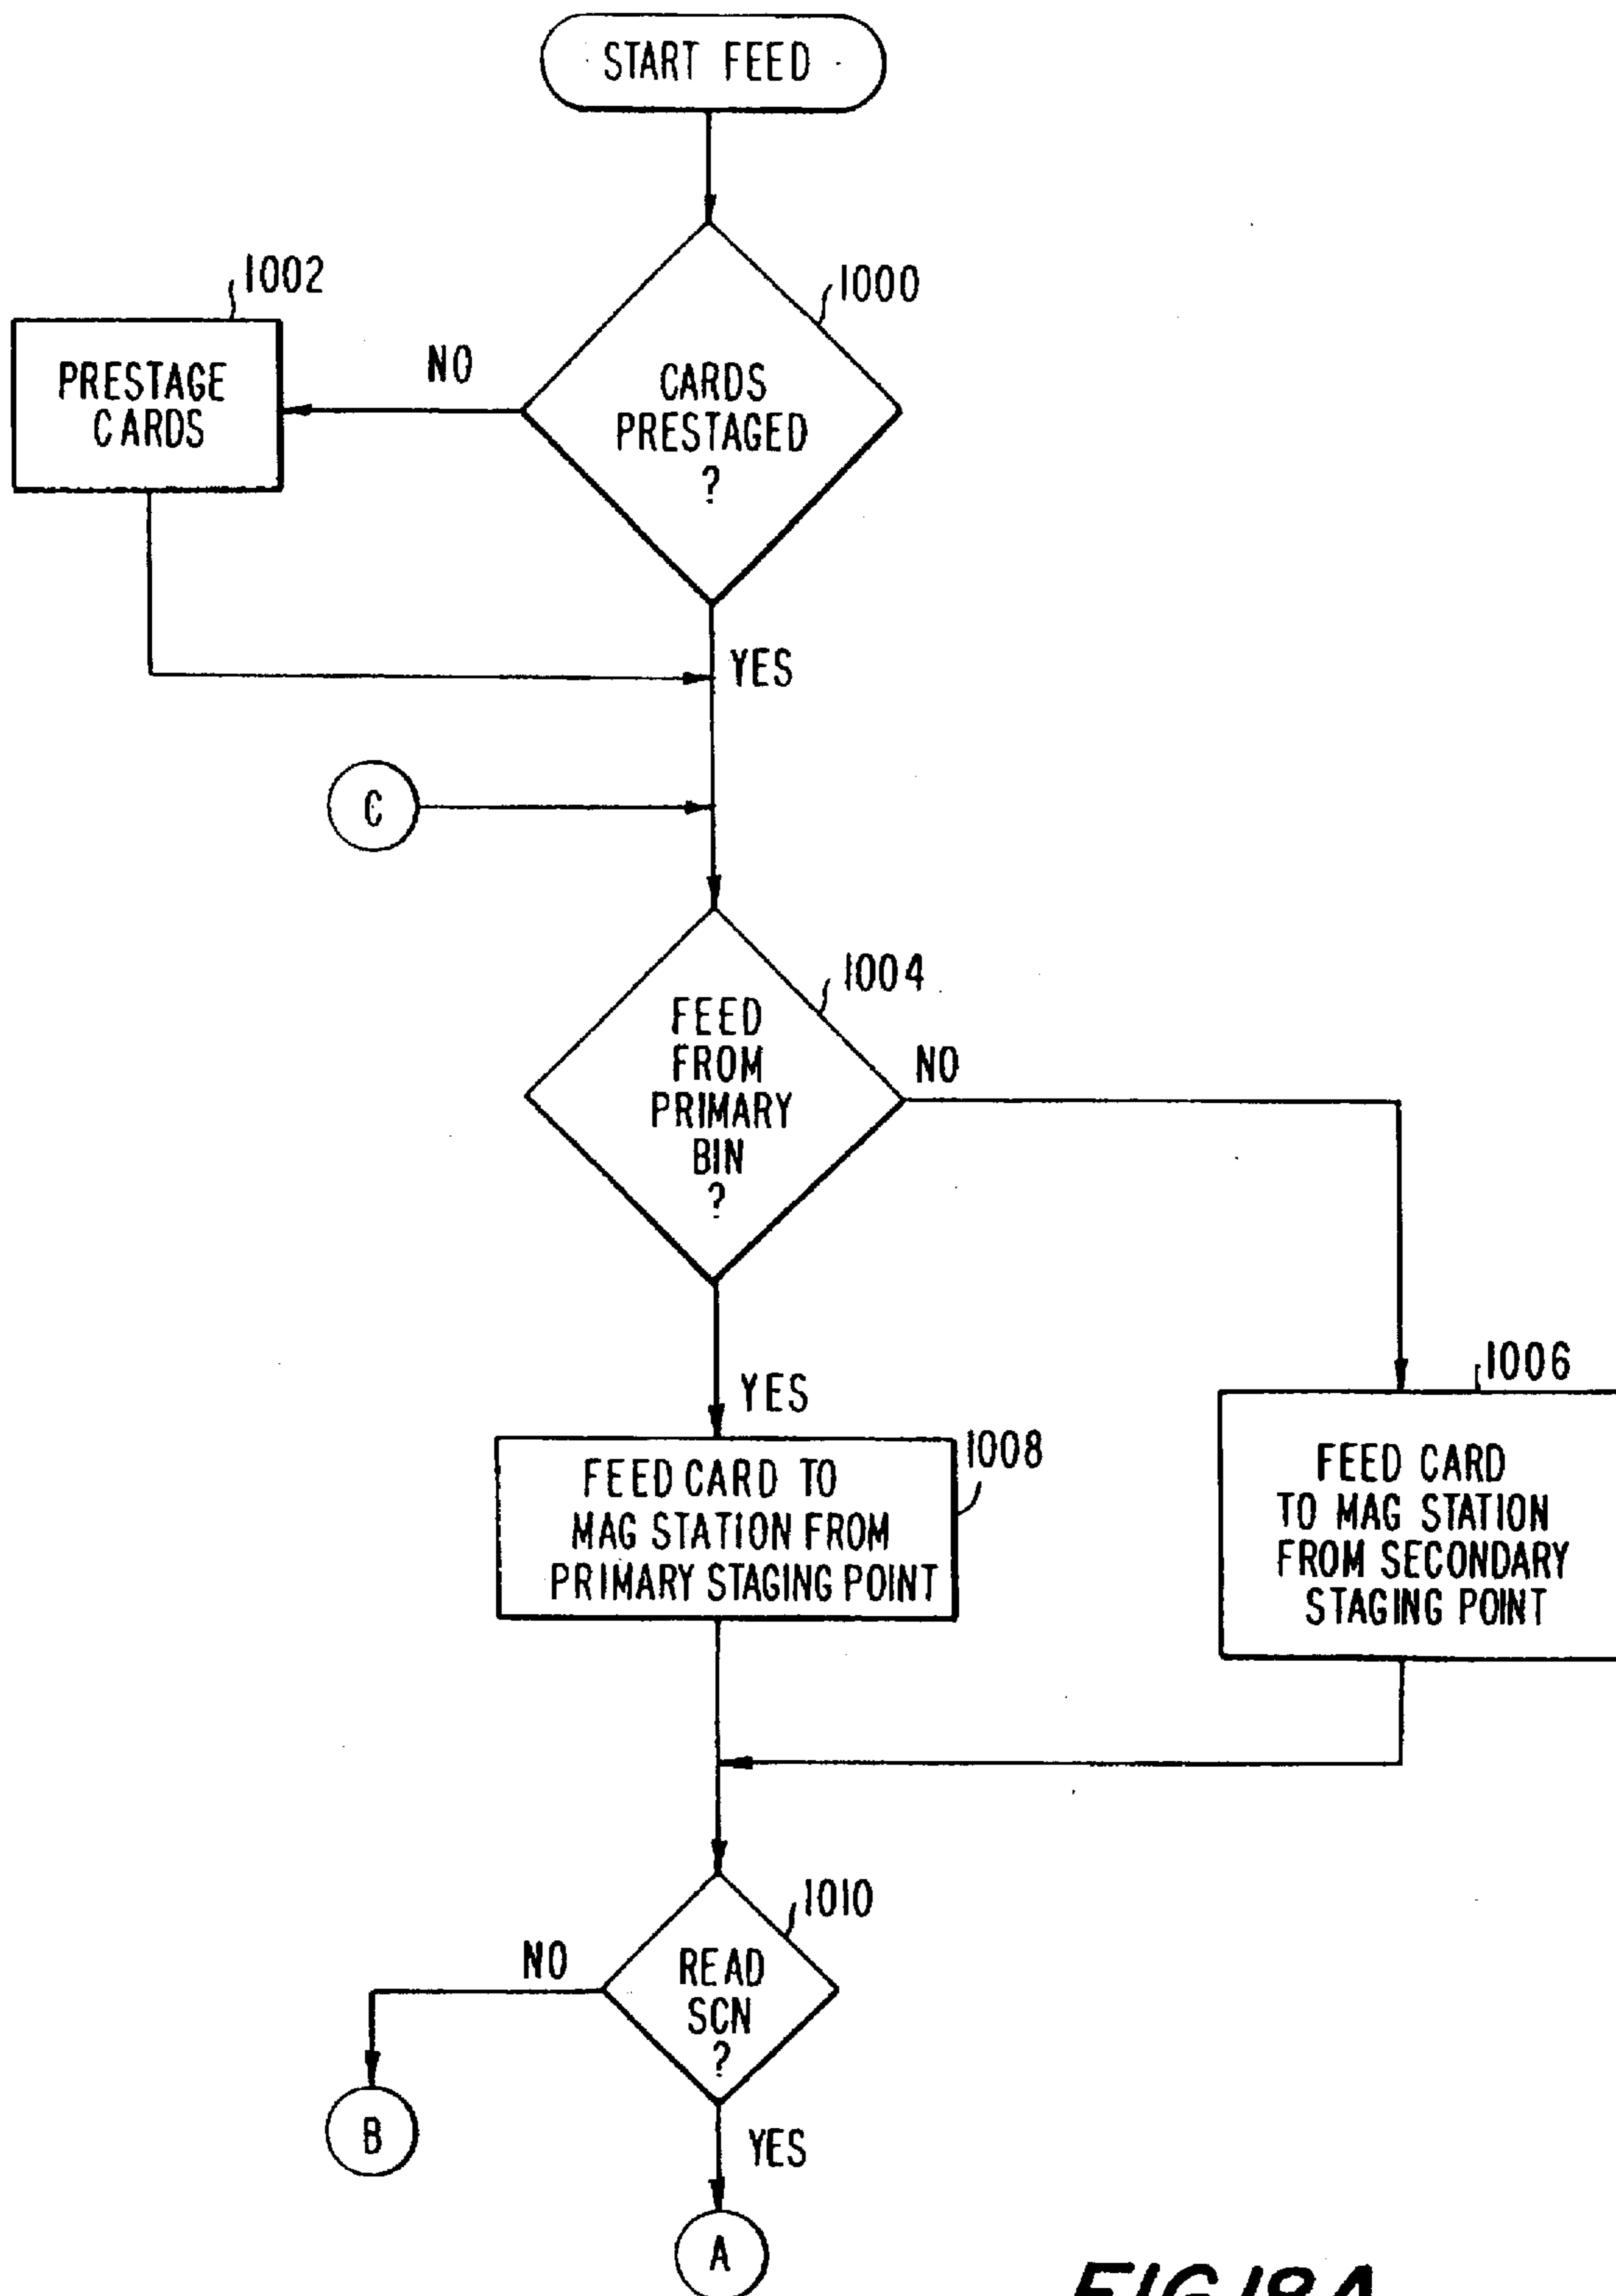 START FEED
1002
1000
PRESTAGE
CARDS
NO
CARDS
PRESTAGED
?
YES
C
1004
FEED
FROM
PRIMARY
BIN
?
NO
YES
1008
FEED CARD TO
MAG STATION FROM
PRIMARY STAGING POINT
1006
FEED CARD
TO MAG STATION
FROM SECONDARY
STAGING POINT
1010
READ
SCN
?
NO
B
YES
A